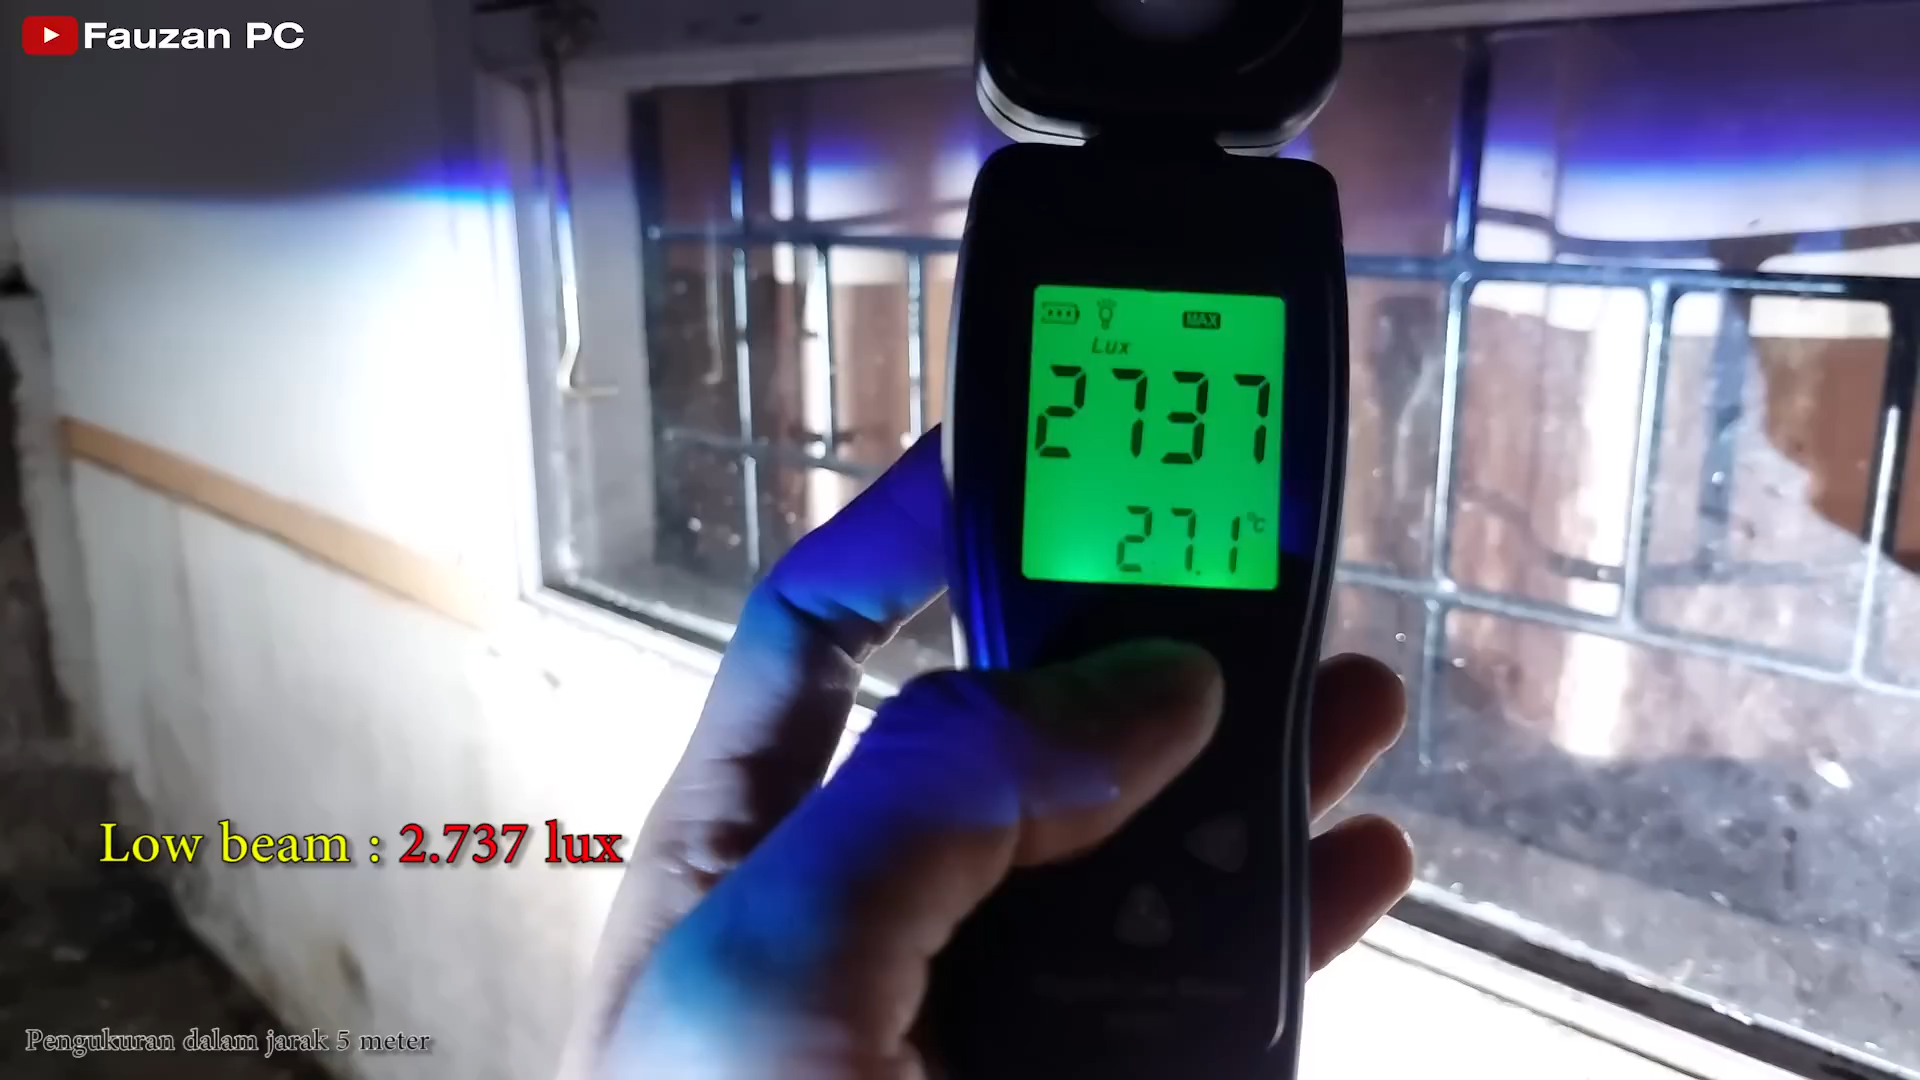 Fauzan PC
MAX
Lux
2737
27.1 °C
Low beam : 2.737 lux
Pengukuran dalam jarak 5 meter